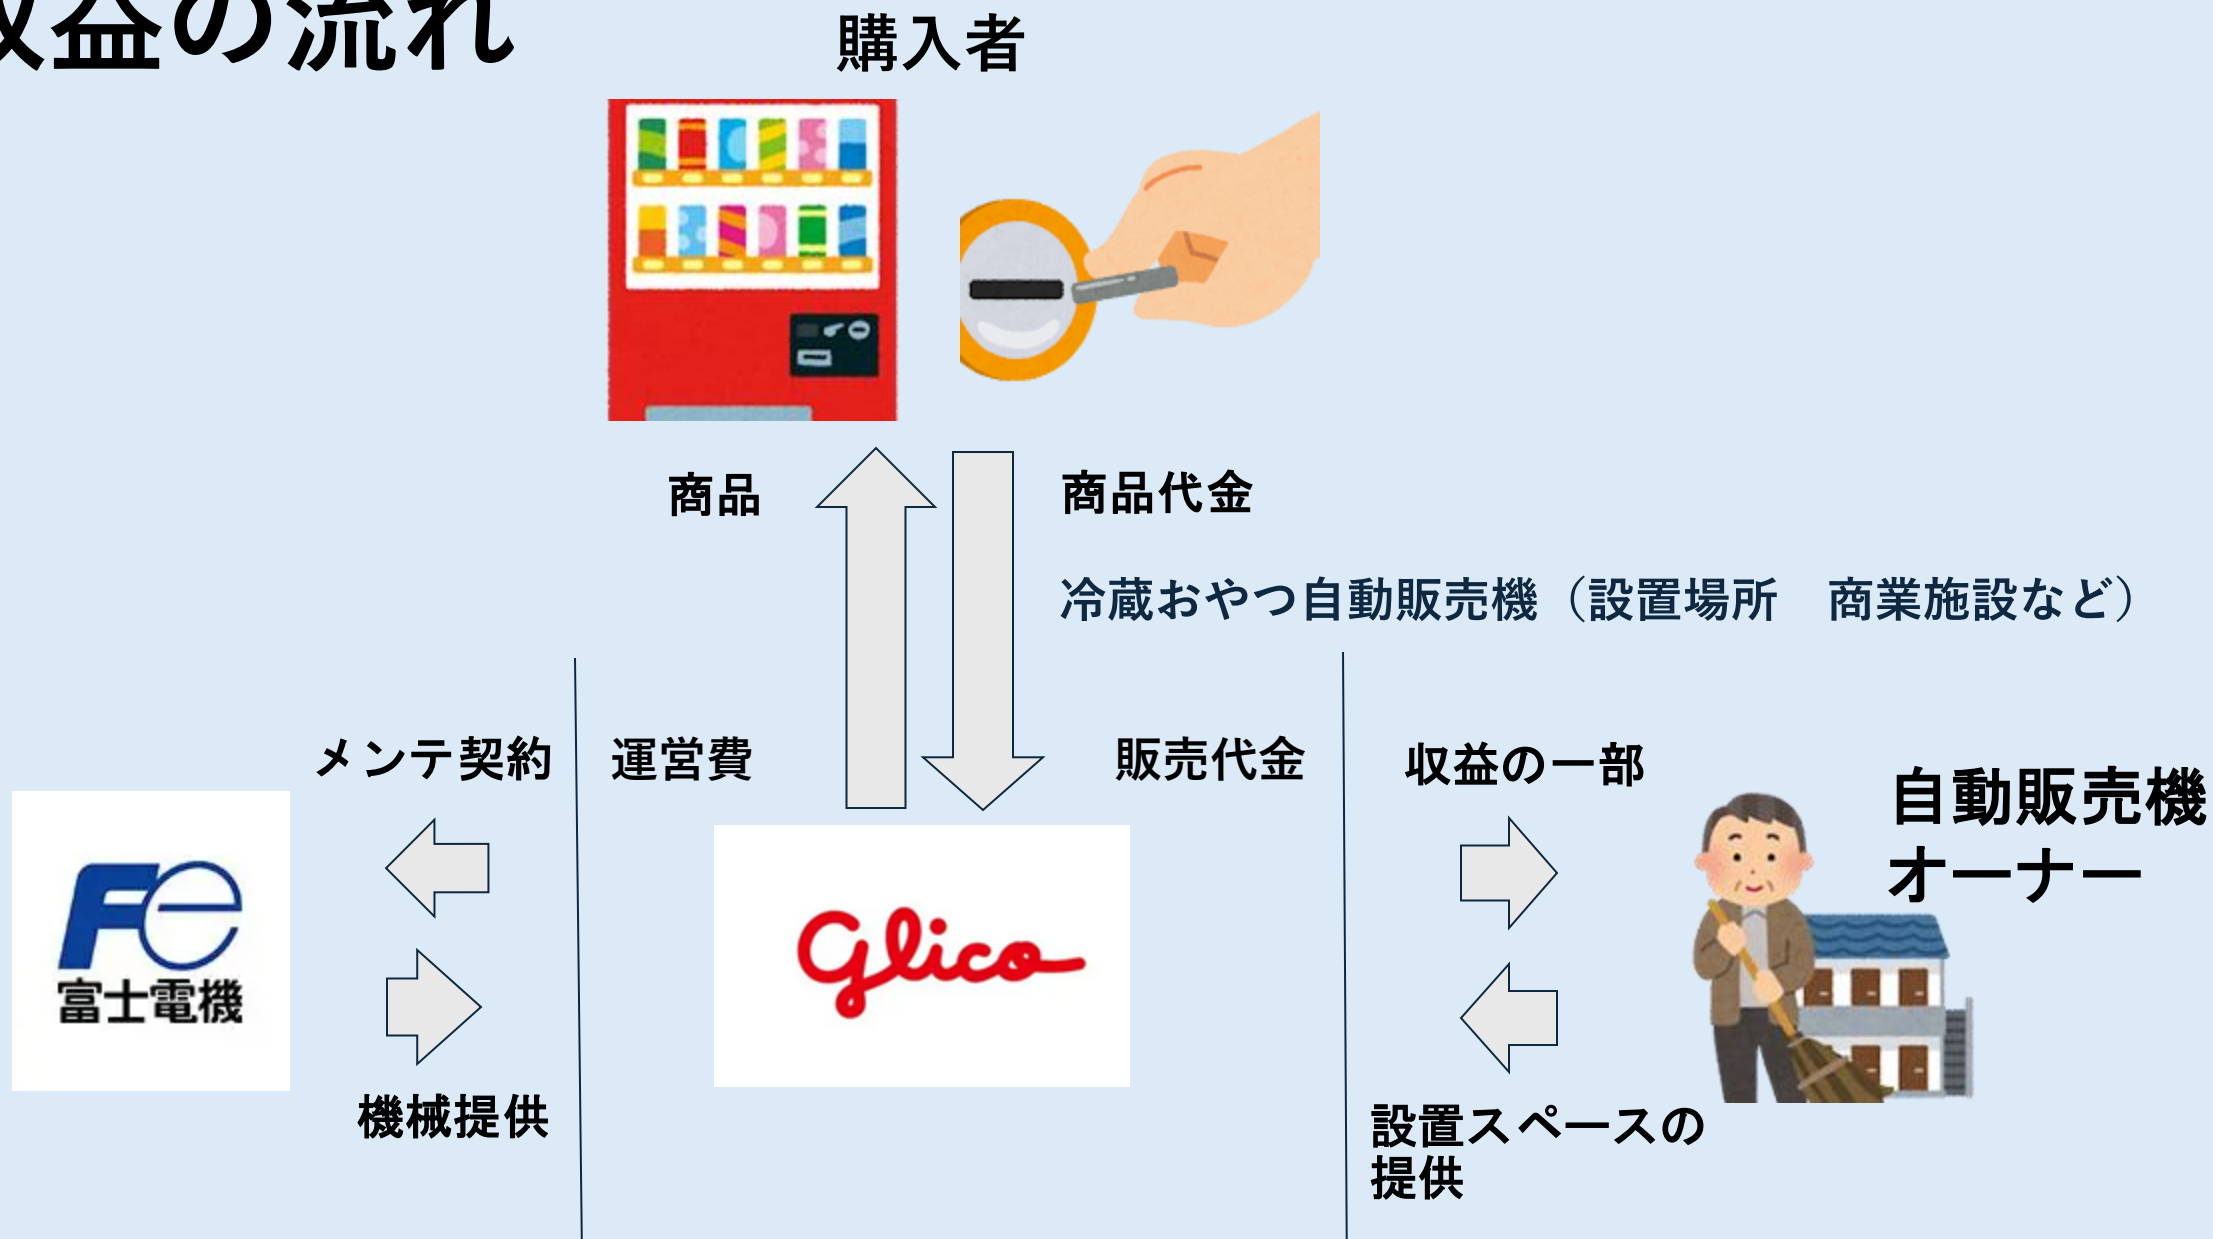 収益の流れ
購入者
商品
商品代金
冷蔵おやつ自動販売機（設置場所　商業施設など）
メンテ契約
運営費
販売代金
収益の一部
自動販売機
オーナー
Fe
富士電機
Glico
機械提供
設置スペースの
提供